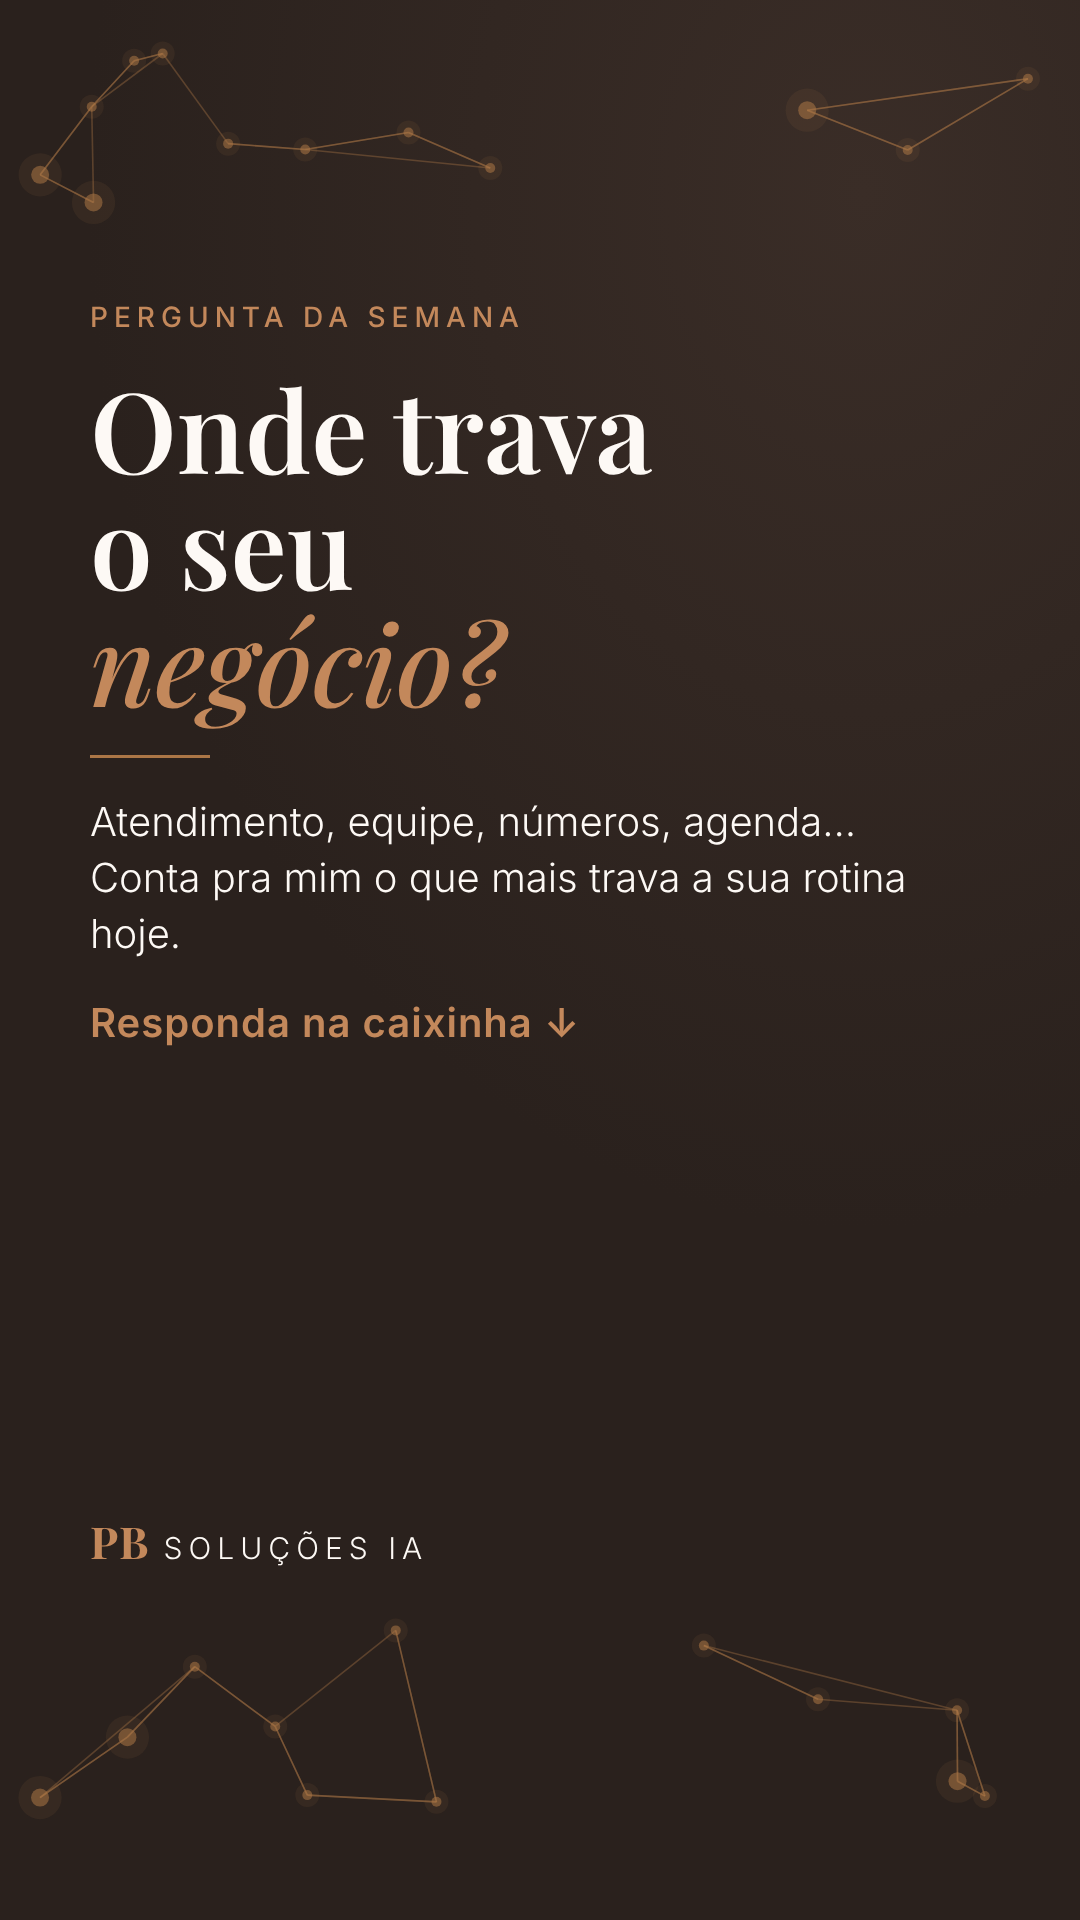 PERGUNTA DA SEMANA
Onde trava
o seu
negócio?
Atendimento, equipe, números, agenda...
Conta pra mim o que mais trava a sua rotina
hoje.
Responda na caixinha ↓
PB SOLUÇÕES IA